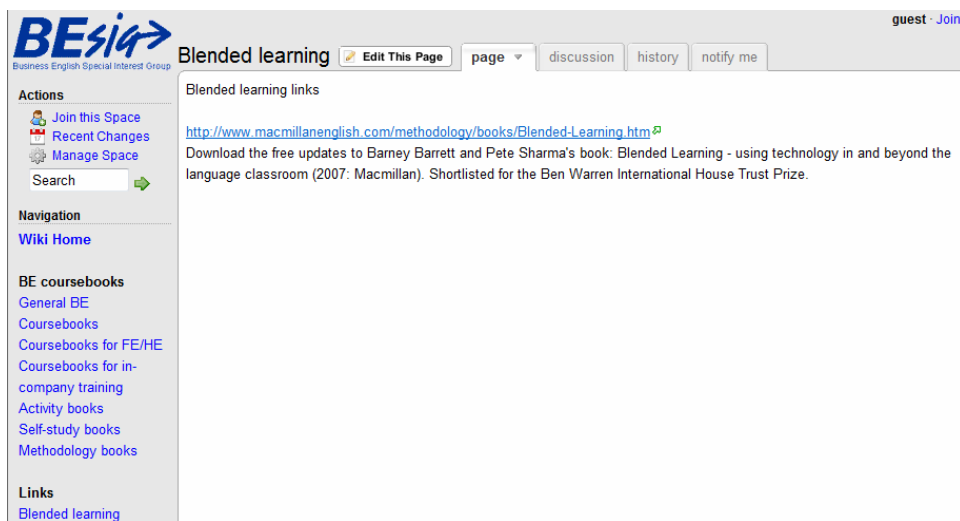 guest · Join
BEsig
Business English Special Interest Group
Blended learning
Edit This Page
page
discussion
history
notify me
Actions
Join this Space
Recent Changes
Manage Space
Search
Navigation
Wiki Home
BE coursebooks
General BE
Coursebooks
Coursebooks for FE/HE
Coursebooks for in-
company training
Activity books
Self-study books
Methodology books
Links
Blended learning
Blended learning links
http://www.macmillanenglish.com/methodology/books/Blended-Learning.htm
Download the free updates to Barney Barrett and Pete Sharma's book: Blended Learning - using technology in and beyond the
language classroom (2007: Macmillan). Shortlisted for the Ben Warren International House Trust Prize.